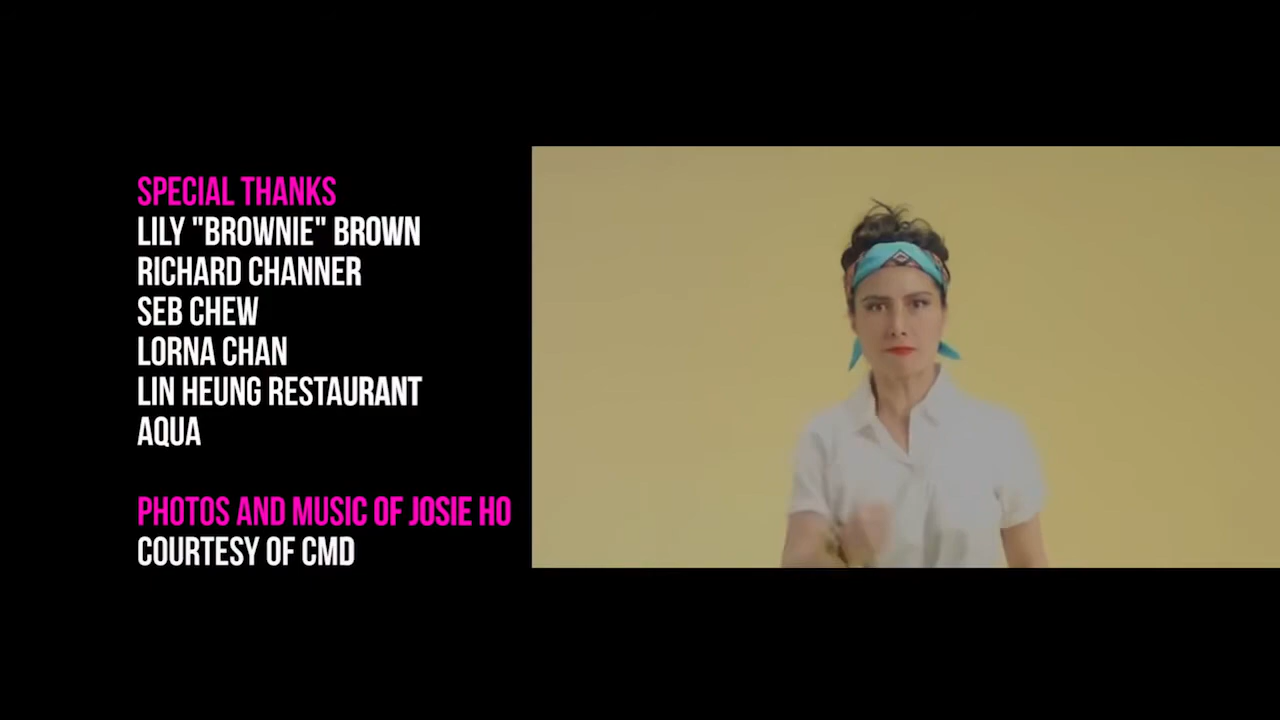 SPECIAL THANKS
LILY "BROWNIE" BROWN
RICHARD CHANNER
SEB CHEW
LORNA CHAN
LIN HEUNG RESTAURANT
AQUA
PHOTOS AND MUSIC OF JOSIE HO
COURTESY OF CMD